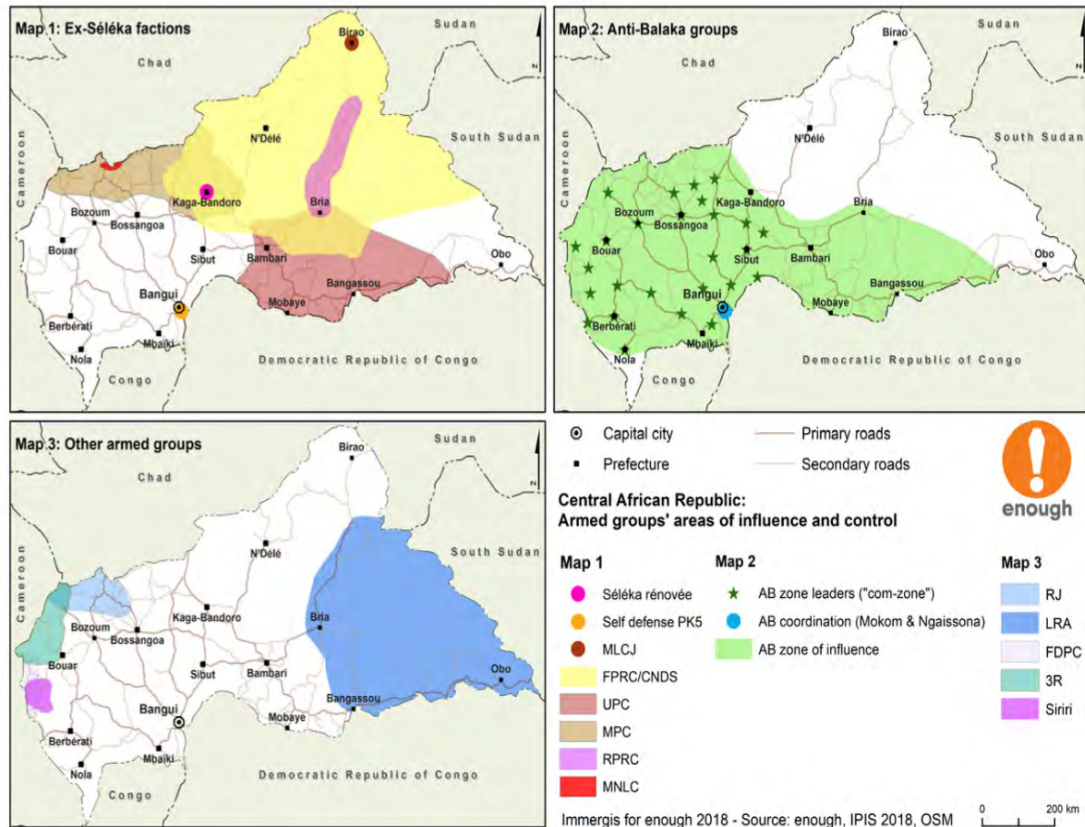 Map 1: Ex-Séléka factions
Sudan
Birao
Chad
N'Délé
South Sudan
Cameroon
Kaga-Bandoro
Bria
Bozoum
Bossangoa
Bouar
Sibut
Bambari
Obo
Bangui
Bangassou
Mobaye
Berbérati
Mbaïki
Nola
Democratic Republic of Congo
Congo
Map 2: Anti-Balaka groups
Sudan
Birao
Chad
N'Délé
South Sudan
Cameroon
Kaga-Bandoro
Bria
Bozoum
Bossangoa
Bouar
Sibut
Bambari
Obo
Bangui
Bangassou
Mobaye
Berbérati
Mbaïki
Nola
Democratic Republic of Congo
Congo
Map 3: Other armed groups
Sudan
Birao
Chad
N'Délé
South Sudan
Cameroon
Kaga-Bandoro
Bria
Bozoum
Bossangoa
Bouar
Sibut
Bambari
Obo
Bangui
Bangassou
Mobaye
Berbérati
Mbaïki
Nola
Democratic Republic of Congo
Congo
Capital city
Primary roads
Prefecture
Secondary roads
enough
Central African Republic:
Armed groups' areas of influence and control
Map 1
Séléka rénovée
Self defense PK5
MLCJ
FPRC/CNDS
UPC
MPC
RPRC
MNLC
Map 2
AB zone leaders ("com-zone")
AB coordination (Mokom & Ngaissona)
AB zone of influence
Map 3
RJ
LRA
FDPC
3R
Siriri
Immergis for enough 2018 - Source: enough, IPIS 2018, OSM
0 200 km